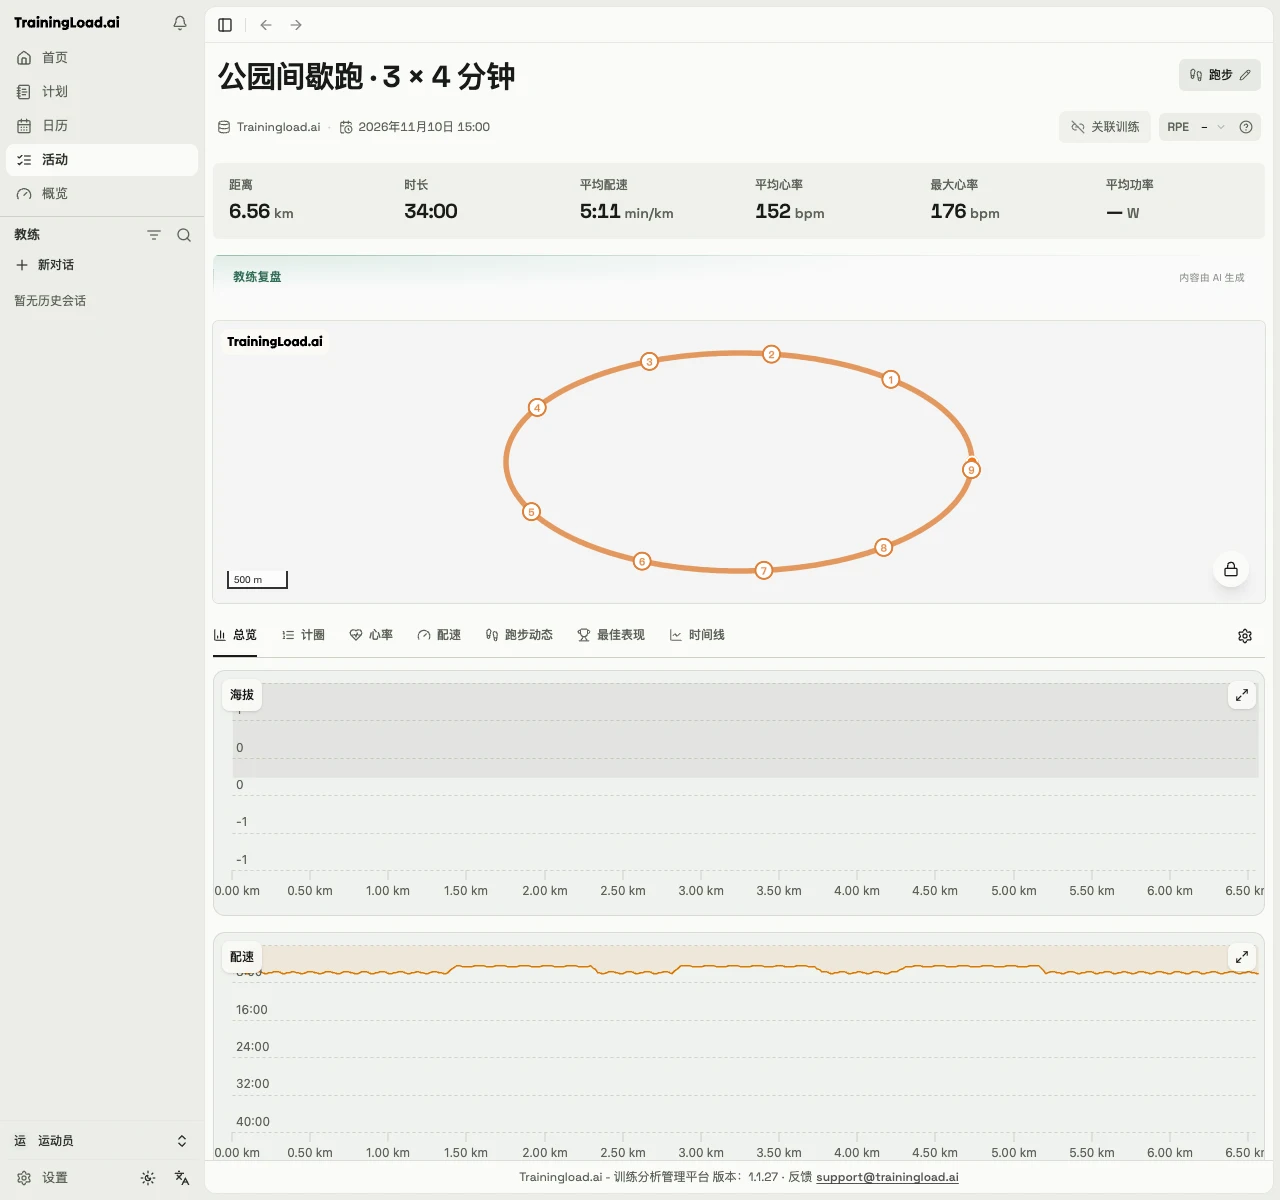 TrainingLoad.ai
首页
计划
日历
活动
概览
教练
新对话
暂无历史会话
运 运动员
设置
公园间歇跑 · 3 × 4 分钟
跑步
Trainingload.ai · 2026年11月10日 15:00
关联训练
RPE –
距离
6.56 km
时长
34:00
平均配速
5:11 min/km
平均心率
152 bpm
最大心率
176 bpm
平均功率
— W
教练复盘
内容由 AI 生成
TrainingLoad.ai
3
2
1
4
9
5
6
7
8
500 m
总览
计圈
心率
配速
跑步动态
最佳表现
时间线
海拔
0
0
-1
-1
0.00 km 0.50 km 1.00 km 1.50 km 2.00 km 2.50 km 3.00 km 3.50 km 4.00 km 4.50 km 5.00 km 5.50 km 6.00 km 6.50 k
配速
16:00
24:00
32:00
40:00
0.00 km 0.50 km 1.00 km 1.50 km 2.00 km 2.50 km 3.00 km 3.50 km 4.00 km 4.50 km 5.00 km 5.50 km 6.00 km 6.50 k
Trainingload.ai - 训练分析管理平台 版本：1.1.27 · 反馈 support@trainingload.ai